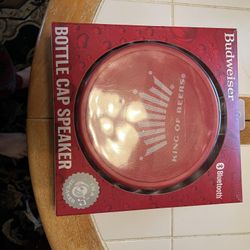 Budweiser
KING OF BEERS®
Bluetooth®
BOTTLE CAP SPEAKER